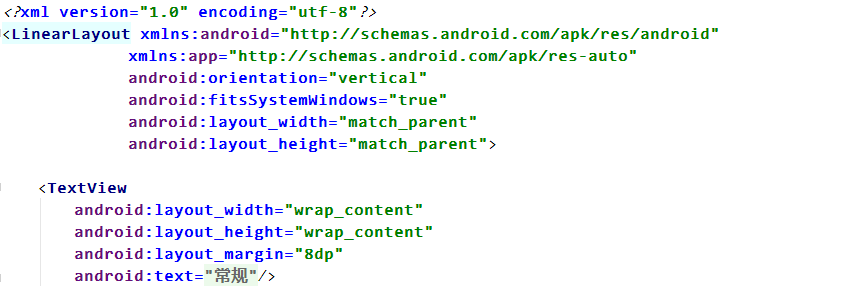 <?xml version="1.0" encoding="utf-8"?>
<LinearLayout xmlns:android="http://schemas.android.com/apk/res/android"
xmlns:app="http://schemas.android.com/apk/res-auto"
android:orientation="vertical"
android:fitsSystemWindows="true"
android:layout_width="match_parent"
android:layout_height="match_parent">
<TextView
android:layout_width="wrap_content"
android:layout_height="wrap_content"
android:layout_margin="8dp"
android:text="常规"/>